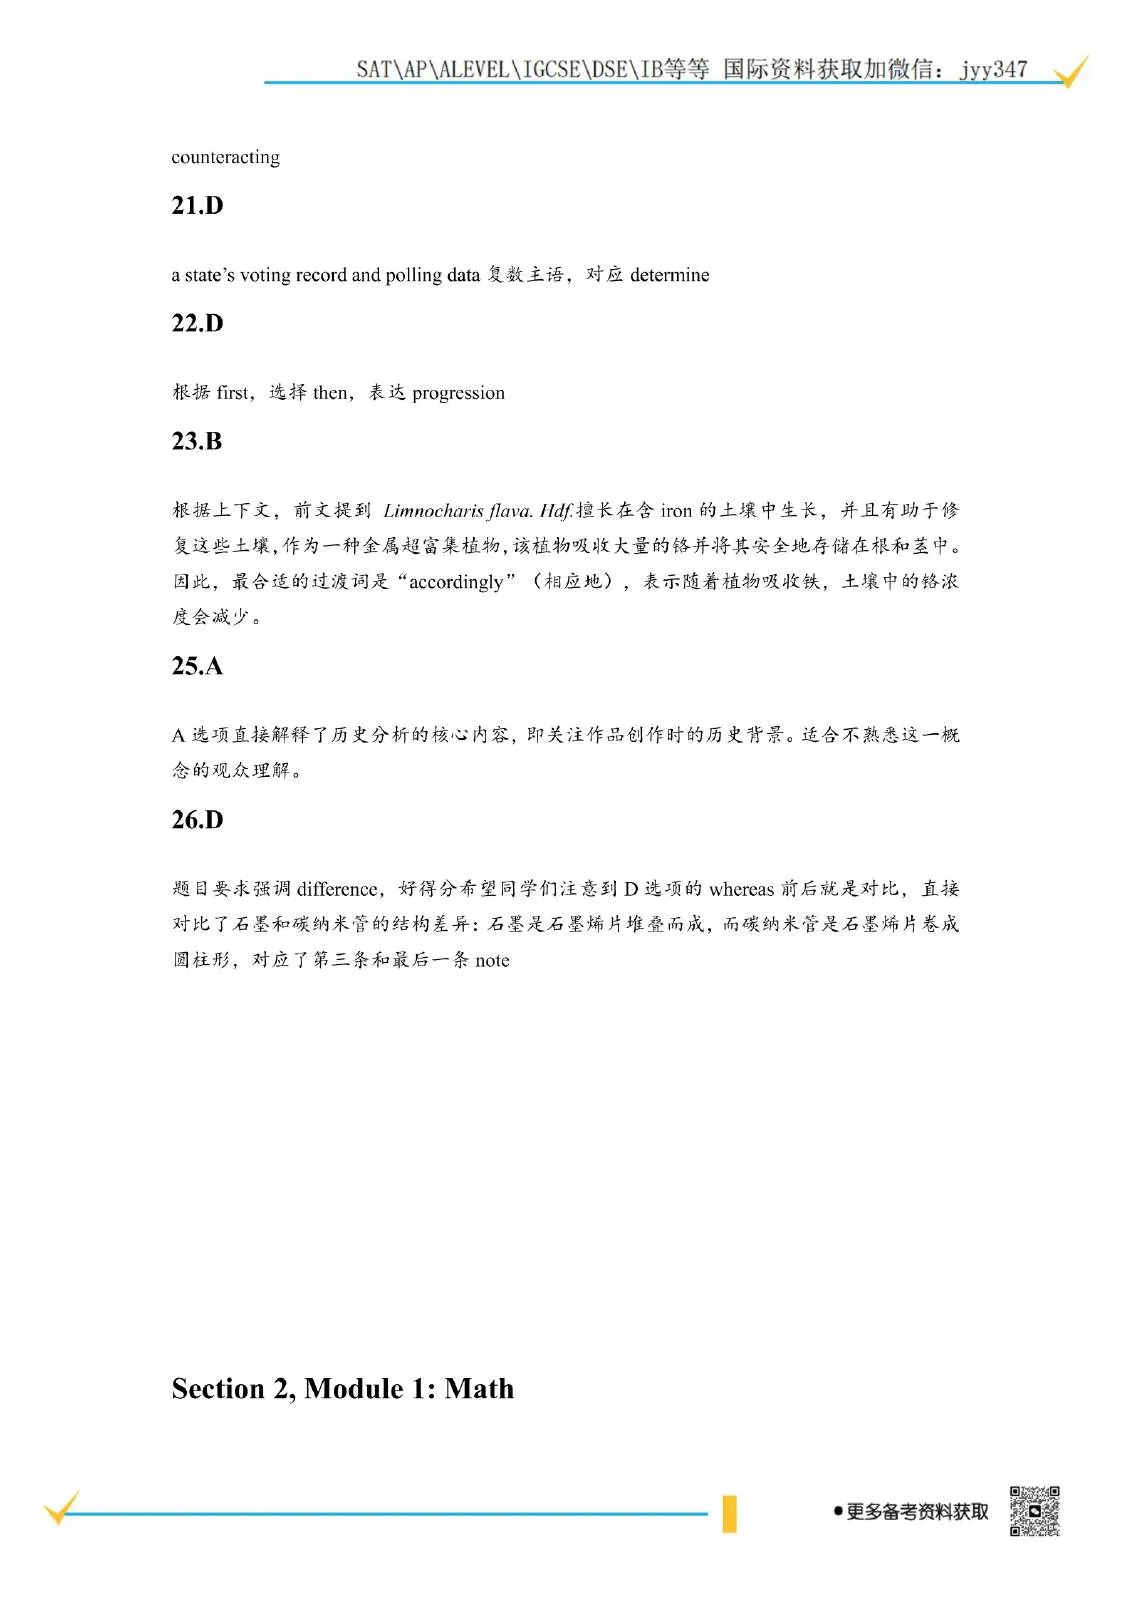 SAT\AP\ALEVEL\IGCSE\DSE\IB等等 国际资料获取加微信：jyy347
counteracting
21.D
a state’s voting record and polling data 复数主语，对应 determine
22.D
根据 first，选择 then，表达 progression
23.B
根据上下文，前文提到 Limnocharis flava. Hdf.擅长在含 iron 的土壤中生长，并且有助于修
复这些土壤，作为一种金属超富集植物，该植物吸收大量的铬并将其安全地存储在根和茎中。
因此，最合适的过渡词是“accordingly”（相应地），表示随着植物吸收铁，土壤中的铬浓
度会减少。
25.A
A 选项直接解释了历史分析的核心内容，即关注作品创作时的历史背景。适合不熟悉这一概
念的观众理解。
26.D
题目要求强调 difference，好得分希望同学们注意到 D 选项的 whereas 前后就是对比，直接
对比了石墨和碳纳米管的结构差异：石墨是石墨烯片堆叠而成，而碳纳米管是石墨烯片卷成
圆柱形，对应了第三条和最后一条 note
Section 2, Module 1: Math
•更多备考资料获取